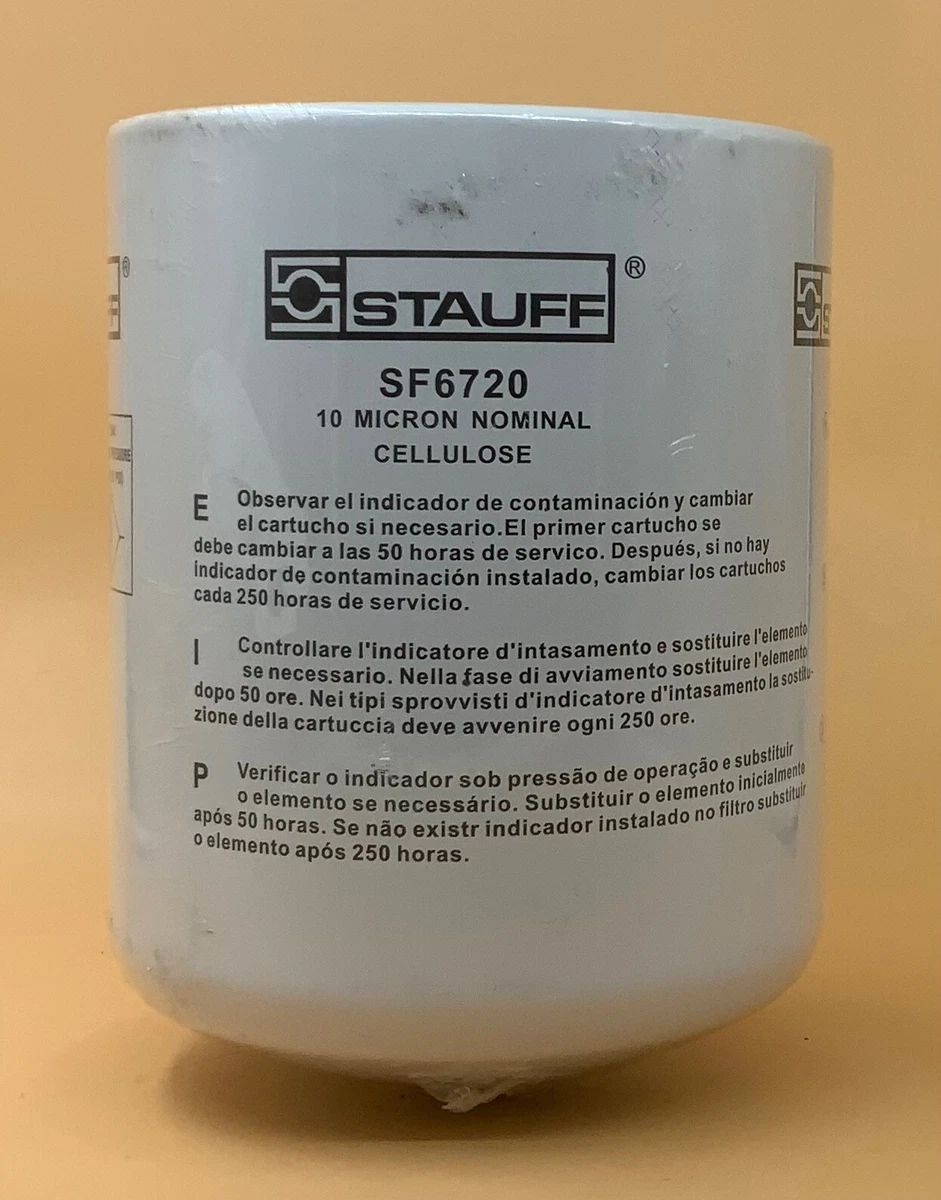 STAUFF®
SF6720
10 MICRON NOMINAL
CELLULOSE
E Observar el indicador de contaminación y cambiar
el cartucho si necesario.El primer cartucho se
debe cambiar a las 50 horas de servico. Después, si no hay
indicador de contaminación instalado, cambiar los cartuchos
cada 250 horas de servicio.
I Controllare l'indicatore d'intasamento e sostituire l'elemento
se necessario. Nella fase di avviamento sostituire l'elemento
dopo 50 ore. Nei tipi sprovvisti d'indicatore d'intasamento la sostitu-
zione della cartuccia deve avvenire ogni 250 ore.
P Verificar o indicador sob pressão de operação e substituir
o elemento se necessário. Substituir o elemento inicialmente
após 50 horas. Se não existr indicador instalado no filtro substituir
o elemento após 250 horas.